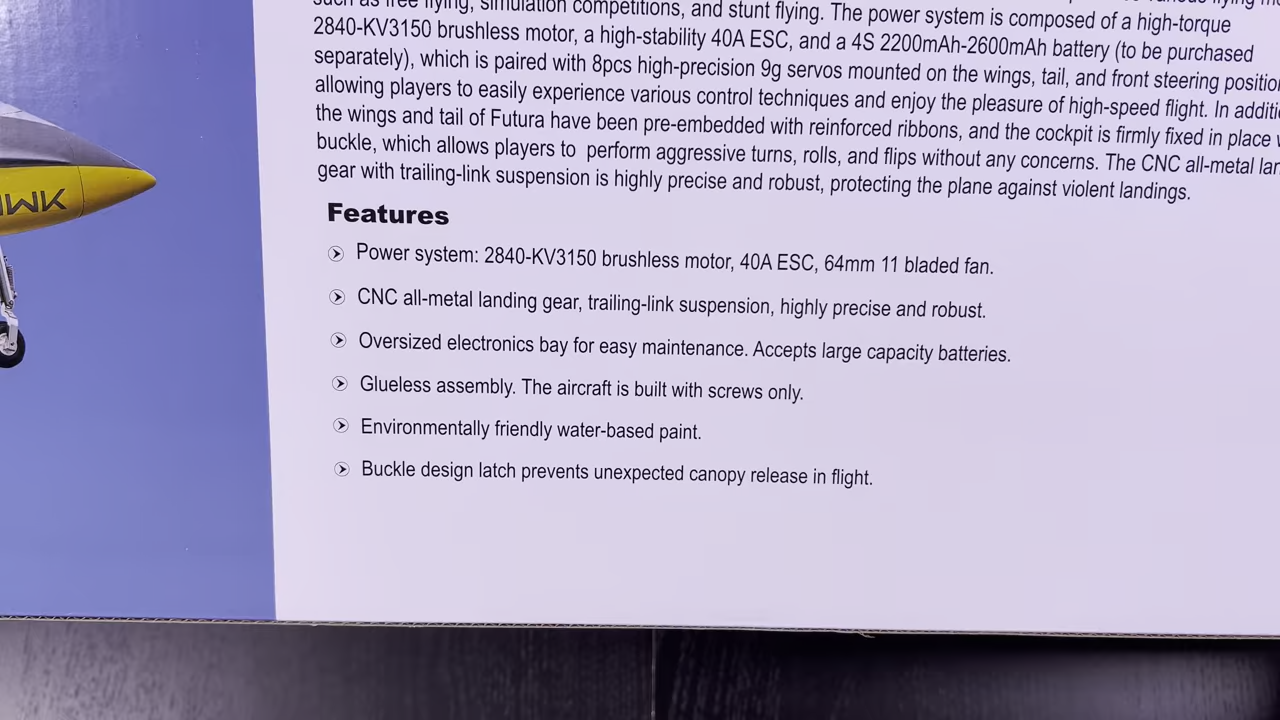 such as free flying, simulation competitions, and stunt flying. The power system is composed of a high-torque
2840-KV3150 brushless motor, a high-stability 40A ESC, and a 4S 2200mAh-2600mAh battery (to be purchased
separately), which is paired with 8pcs high-precision 9g servos mounted on the wings, tail, and front steering
allowing players to easily experience various control techniques and enjoy the pleasure of high-speed flight. In
the wings and tail of Futura have been pre-embedded with reinforced ribbons, and the cockpit is firmly fixed in place
buckle, which allows players to perform aggressive turns, rolls, and flips without any concerns. The CNC all-metal
gear with trailing-link suspension is highly precise and robust, protecting the plane against violent landings.
Features
Power system: 2840-KV3150 brushless motor, 40A ESC, 64mm 11 bladed fan.
CNC all-metal landing gear, trailing-link suspension, highly precise and robust.
Oversized electronics bay for easy maintenance. Accepts large capacity batteries.
Glueless assembly. The aircraft is built with screws only.
Environmentally friendly water-based paint.
Buckle design latch prevents unexpected canopy release in flight.